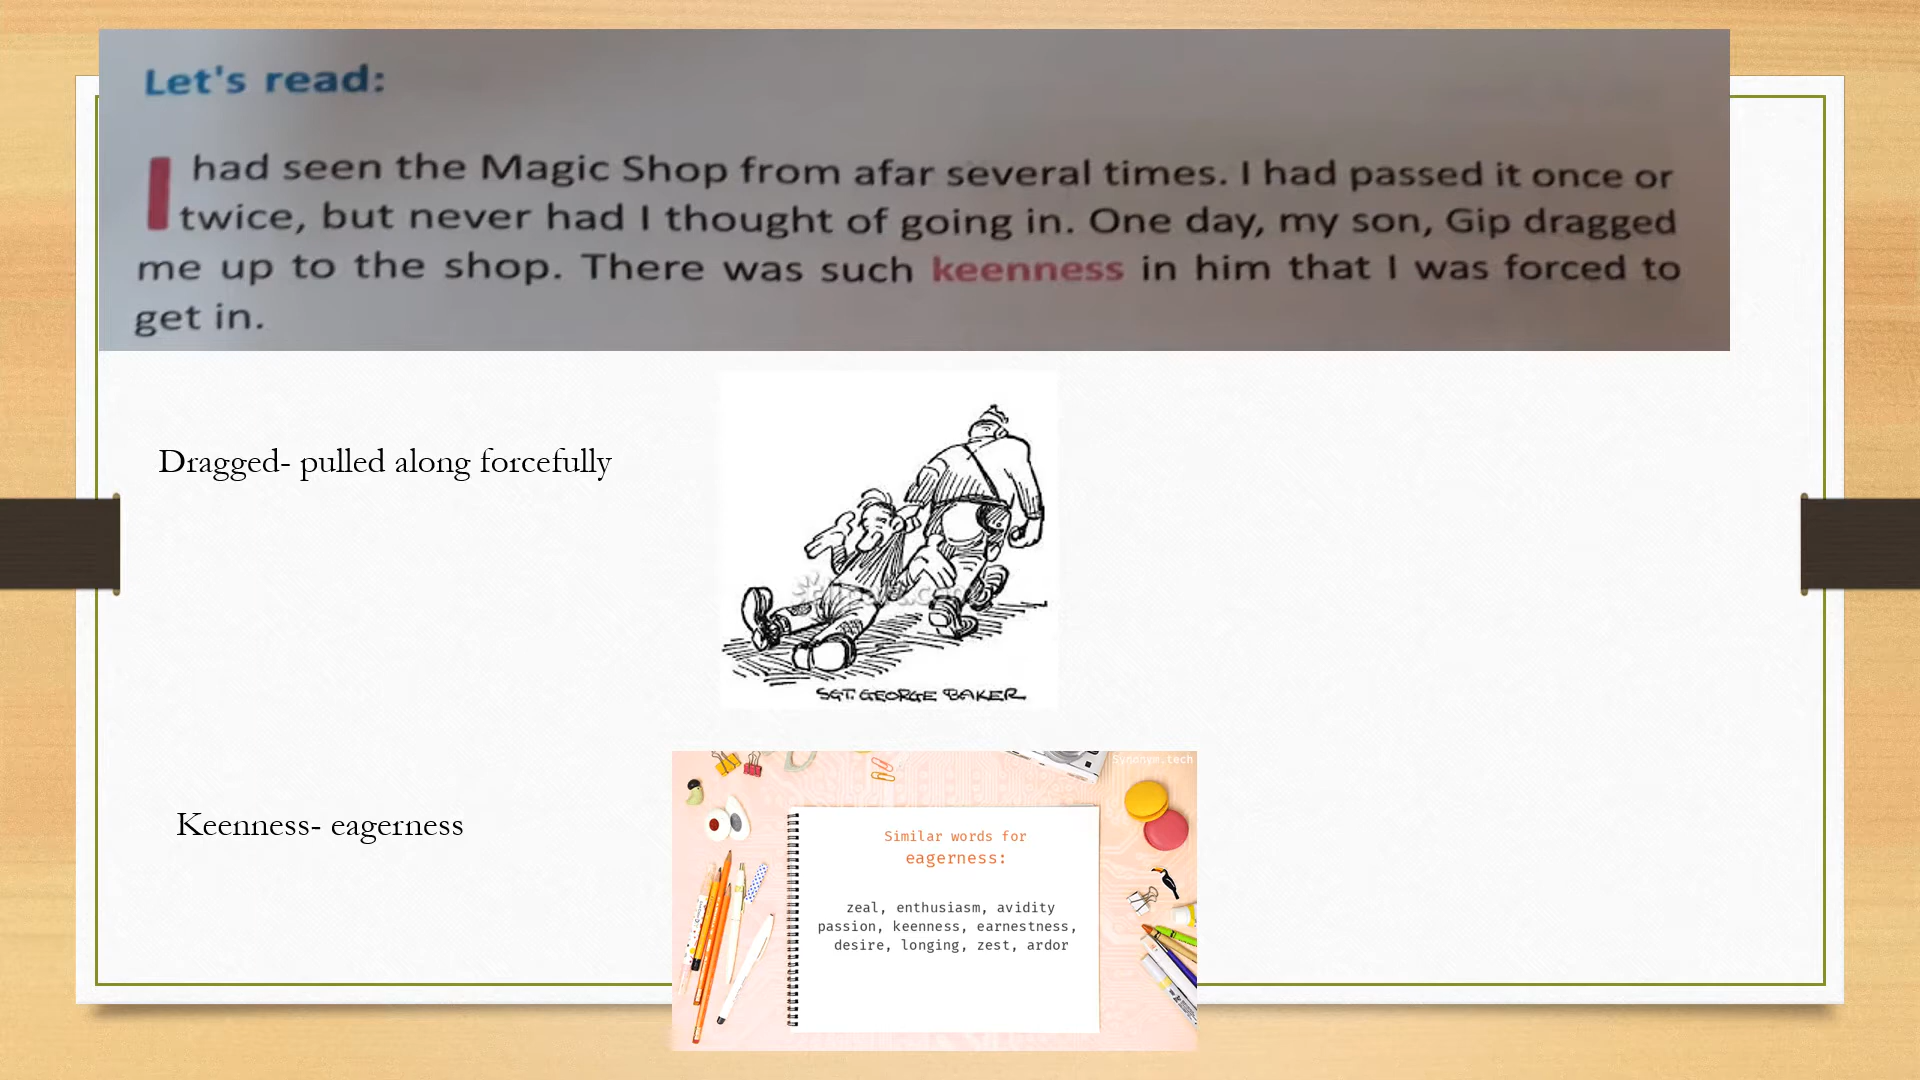 Let's read:
I had seen the Magic Shop from afar several times. I had passed it once or
twice, but never had I thought of going in. One day, my son, Gip dragged
me up to the shop. There was such keenness in him that I was forced to
get in.
Dragged- pulled along forcefully
SGT. GEORGE BAKER
Keenness- eagerness
Synonym.tech
Similar words for
eagerness:
zeal, enthusiasm, avidity
passion, keenness, earnestness,
desire, longing, zest, ardor